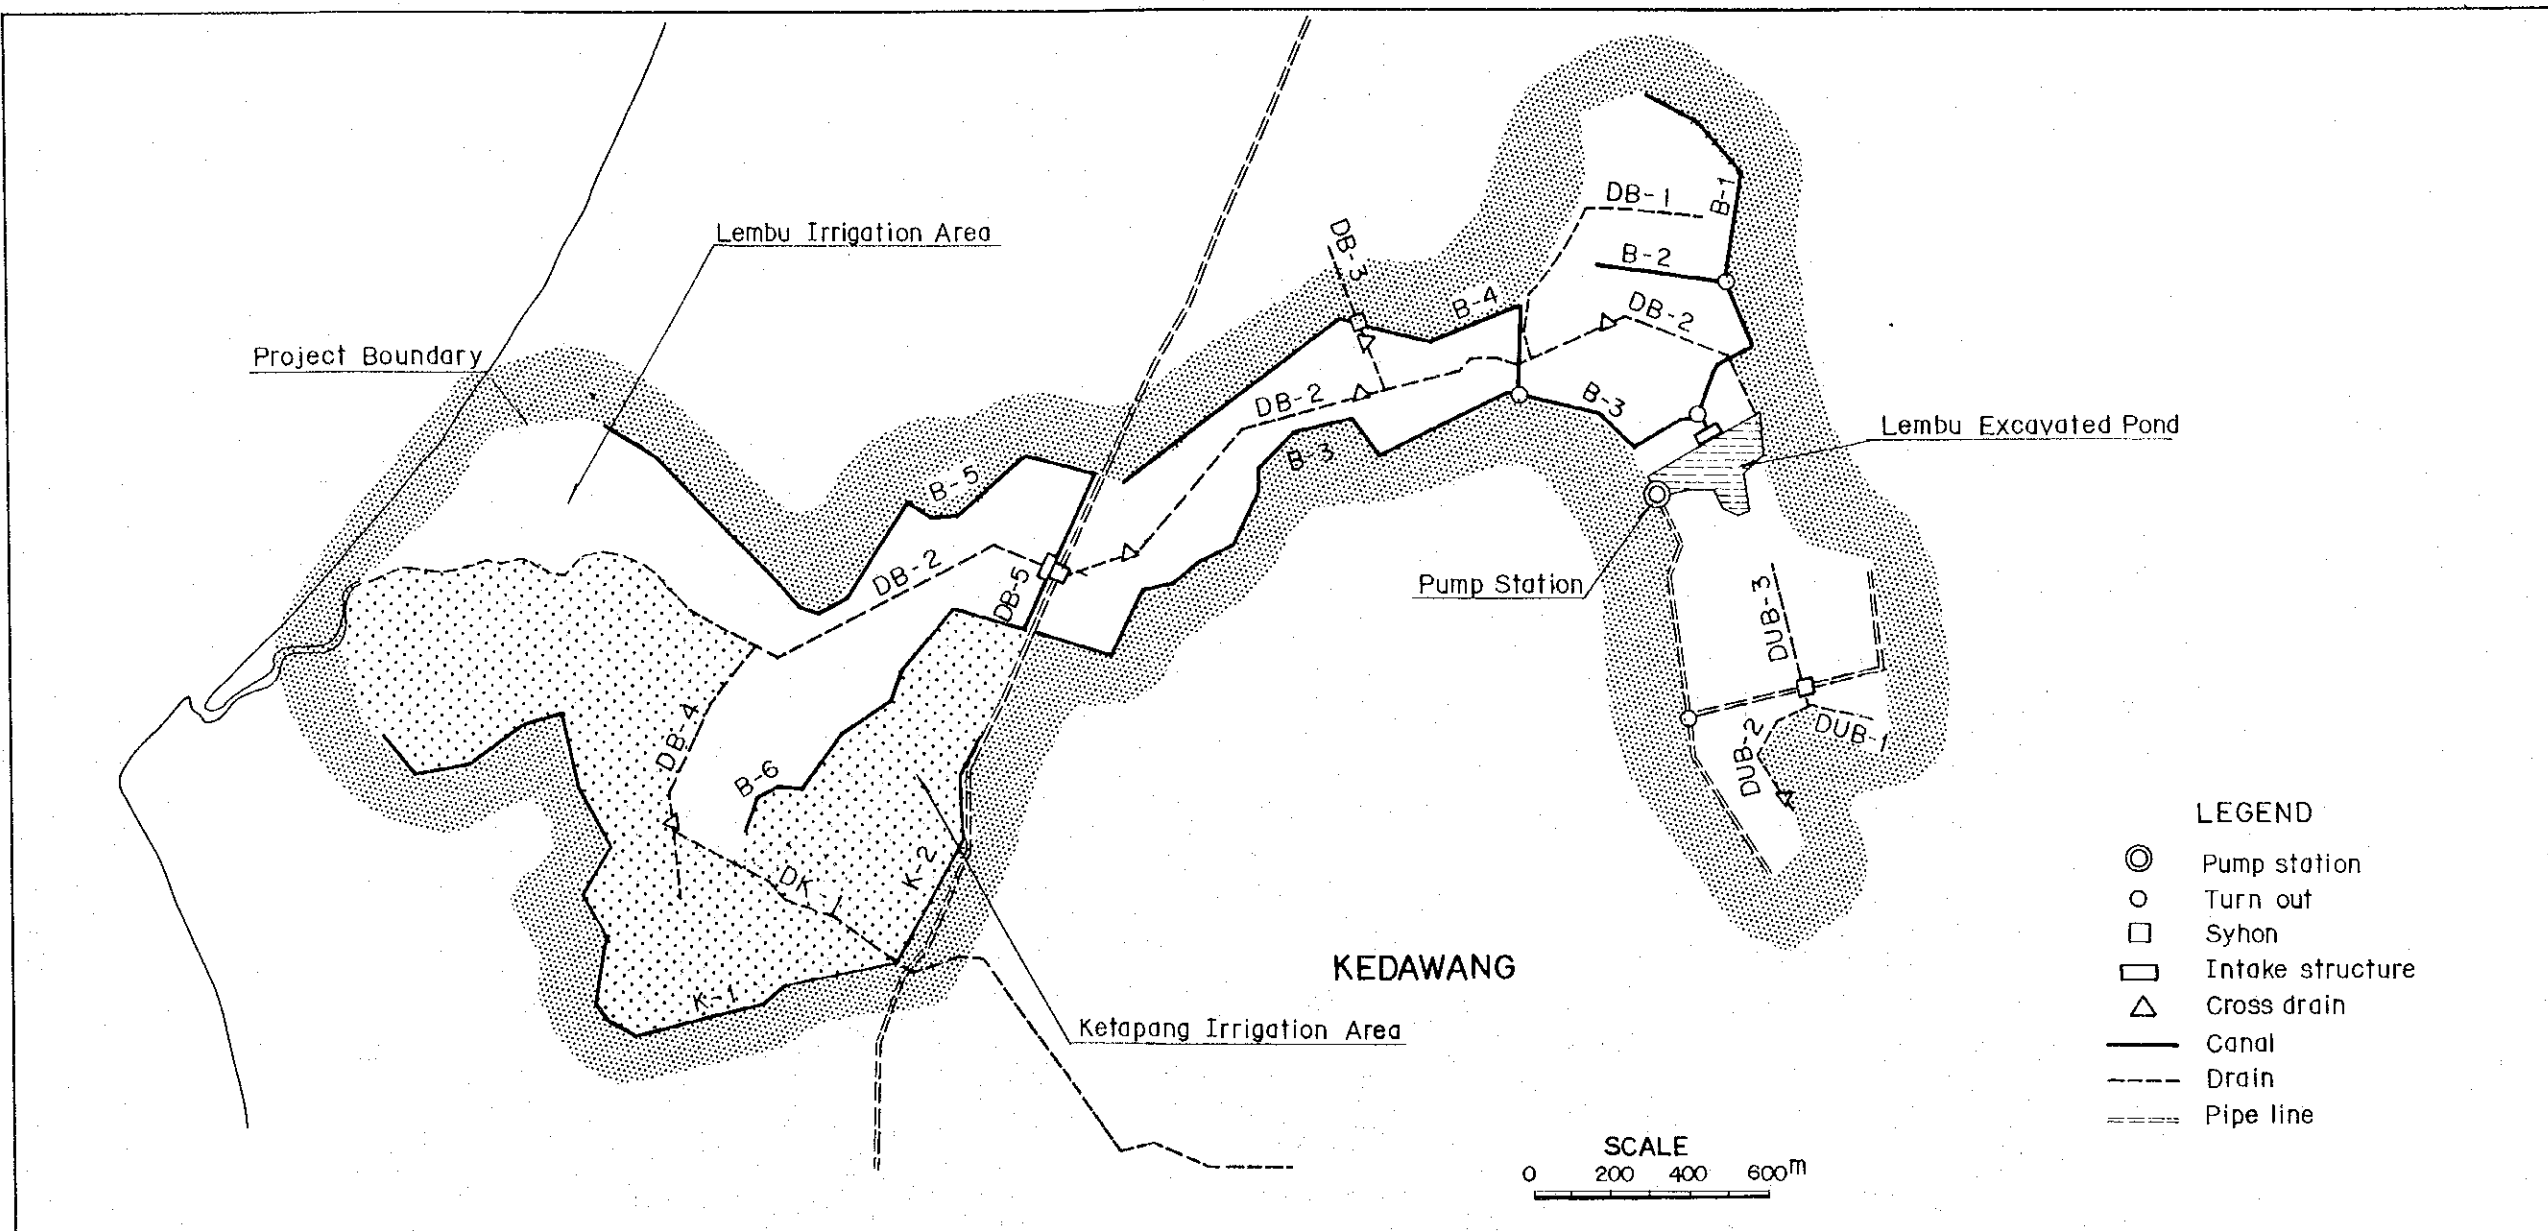 DB-1
B-1
Lembu Irrigation Area
DB-3
B-2
B-4
DB-2
Project Boundary
DB-2
B-3
Lembu Excavated Pond
B-3
B-5
DB-2
DB-5
Pump Station
DUB-3
DB-4
DUB-1
DUB-2
B-6
K-2
DK-1
KEDAWANG
K-1
Ketapang Irrigation Area
LEGEND
Pump station
Turn out
Syhon
Intake structure
Cross drain
Canal
Drain
Pipe line
SCALE
0 200 400 600m